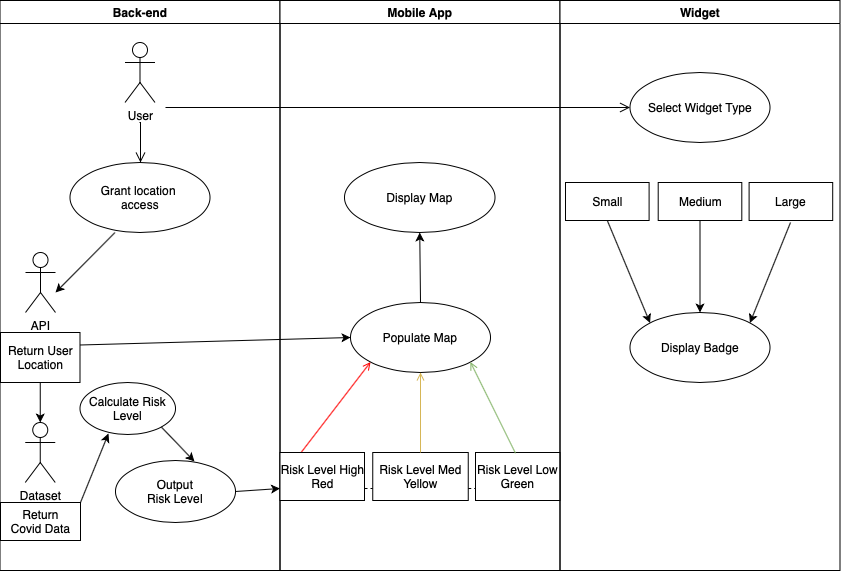 Back-end
Mobile App
Widget
User
Select Widget Type
Grant location
access
Display Map
Small
Medium
Large
API
Return User
Location
Populate Map
Display Badge
Calculate Risk
Level
Dataset
Return
Covid Data
Output
Risk Level
Risk Level High
Red
Risk Level Med
Yellow
Risk Level Low
Green